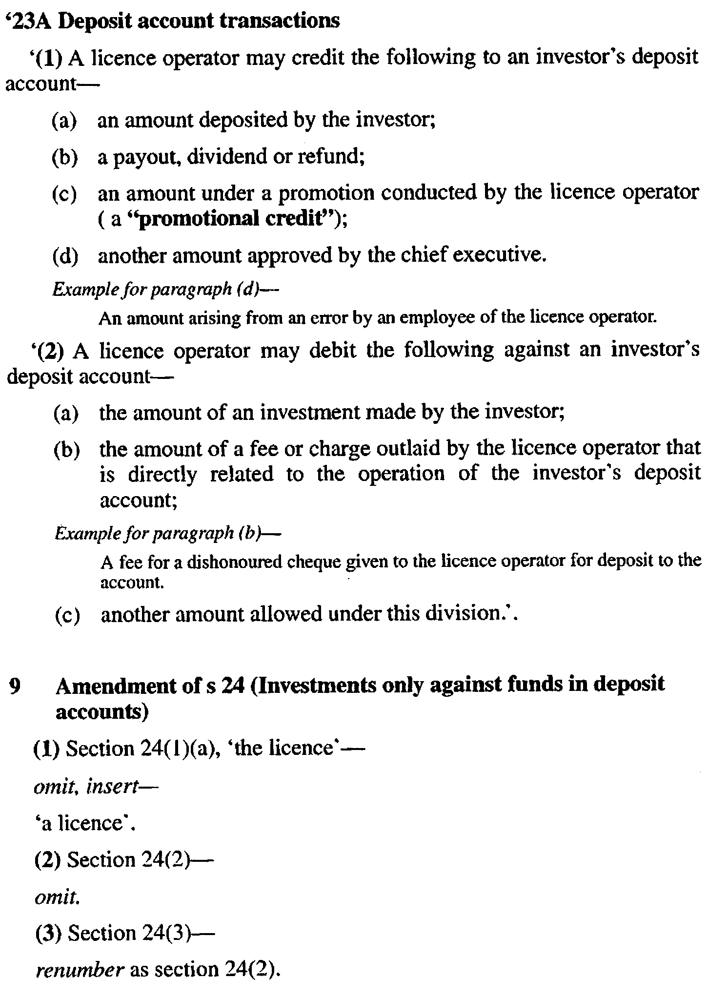 ‘23A Deposit account transactions
‘(1) A licence operator may credit the following to an investor’s deposit
account—
(a) an amount deposited by the investor;
(b) a payout, dividend or refund;
(c) an amount under a promotion conducted by the licence operator
( a “promotional credit”);
(d) another amount approved by the chief executive.
Example for paragraph (d)—
An amount arising from an error by an employee of the licence operator.
‘(2) A licence operator may debit the following against an investor’s
deposit account—
(a) the amount of an investment made by the investor;
(b) the amount of a fee or charge outlaid by the licence operator that
is directly related to the operation of the investor’s deposit
account;
Example for paragraph (b)—
A fee for a dishonoured cheque given to the licence operator for deposit to the
account.
(c) another amount allowed under this division.’.
9 Amendment of s 24 (Investments only against funds in deposit
accounts)
(1) Section 24(1)(a), ‘the licence’—
omit, insert—
‘a licence’.
(2) Section 24(2)—
omit.
(3) Section 24(3)—
renumber as section 24(2).